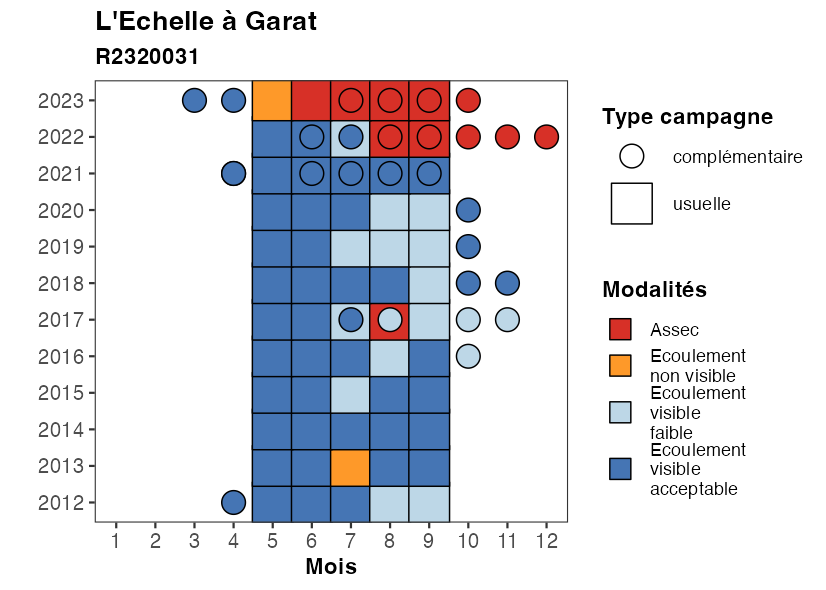 L'Echelle à Garat
R2320031
2023
2022
2021
2020
2019
2018
2017
2016
2015
2014
2013
2012
1 2 3 4 5 6 7 8 9 10 11 12
Mois
Type campagne
complémentaire
usuelle
Modalités
Assec
Ecoulement
non visible
Ecoulement
visible
faible
Ecoulement
visible
acceptable